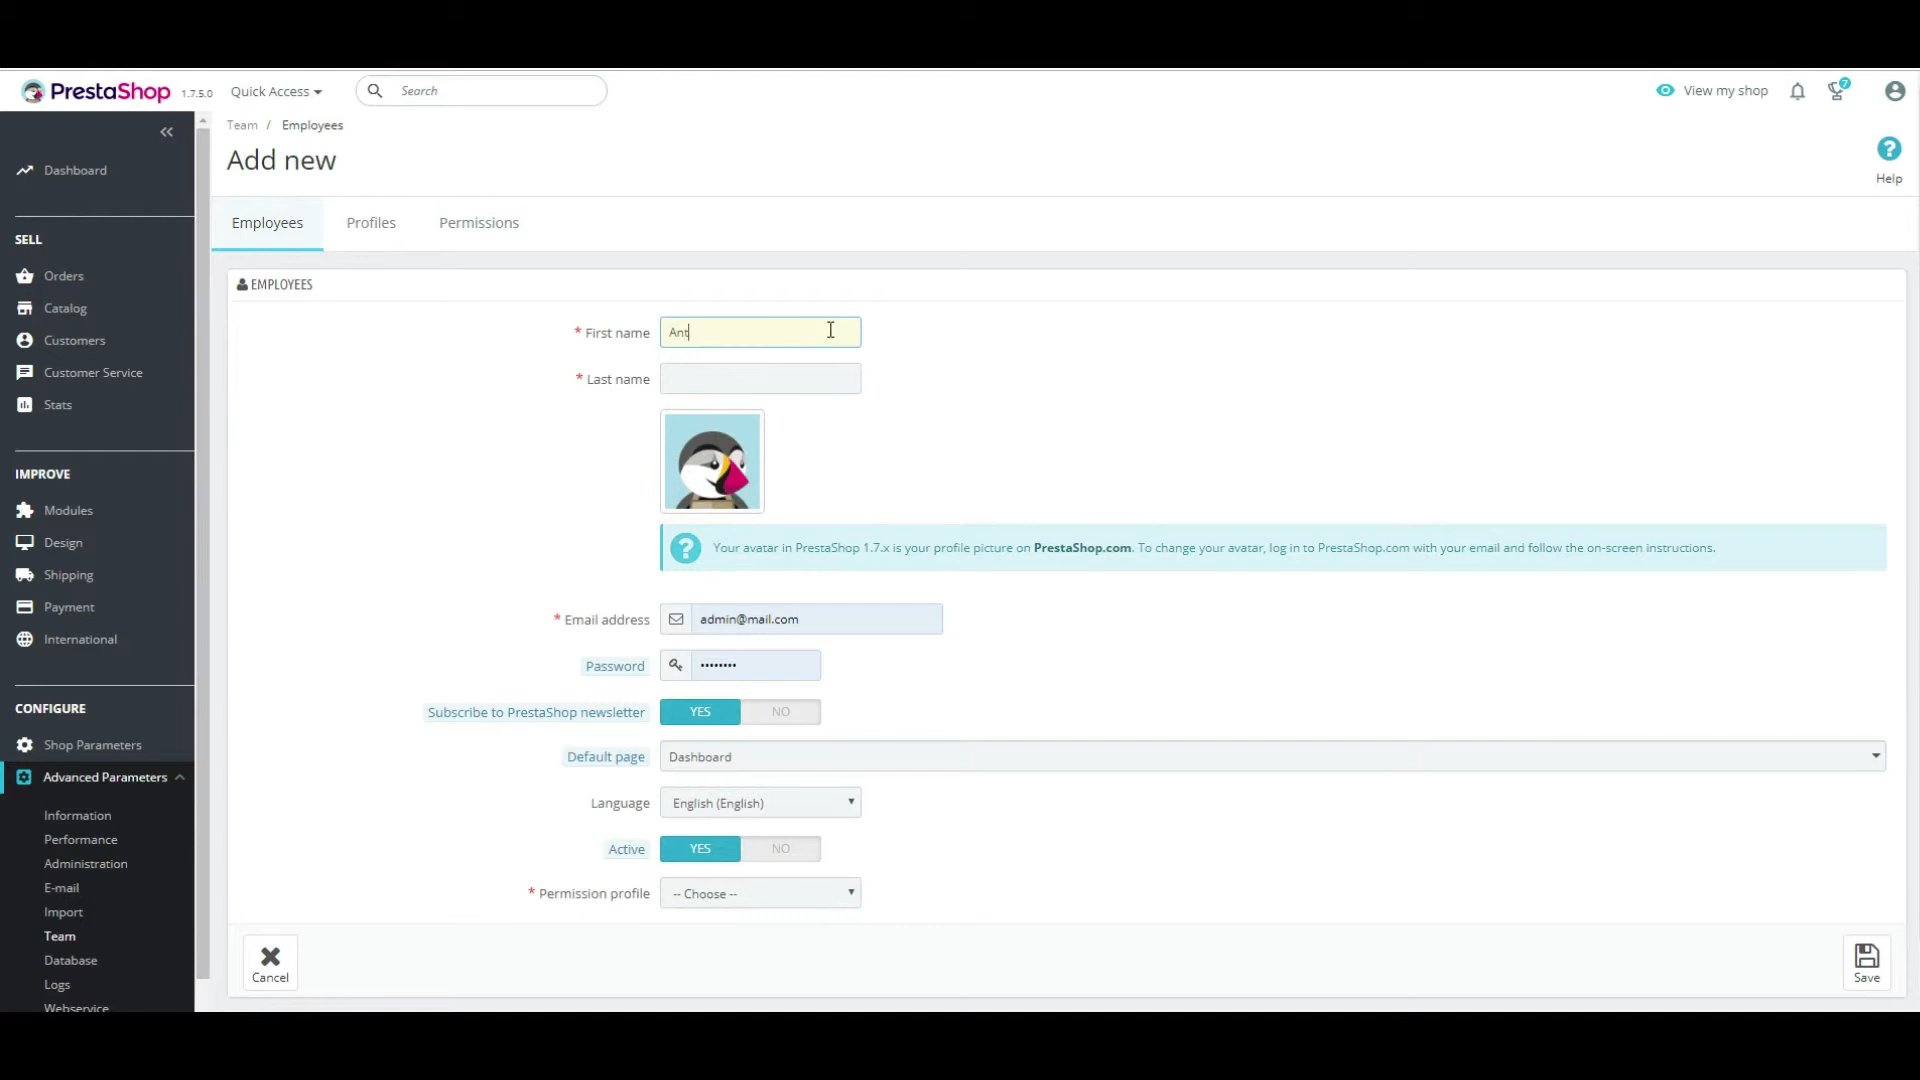 PrestaShop 1.7.5.0 Quick Access Search View my shop 7
Team / Employees
Add new
Help
Employees Profiles Permissions
Dashboard
SELL
Orders
Catalog
Customers
Customer Service
Stats
IMPROVE
Modules
Design
Shipping
Payment
International
CONFIGURE
Shop Parameters
Advanced Parameters
Information
Performance
Administration
E-mail
Import
Team
Database
Logs
Webservice
EMPLOYEES
* First name Ant
* Last name
? Your avatar in PrestaShop 1.7.x is your profile picture on PrestaShop.com. To change your avatar, log in to PrestaShop.com with your email and follow the on-screen instructions.
* Email address admin@mail.com
Password ••••••••
Subscribe to PrestaShop newsletter YES NO
Default page Dashboard
Language English (English)
Active YES NO
* Permission profile -- Choose --
Cancel Save